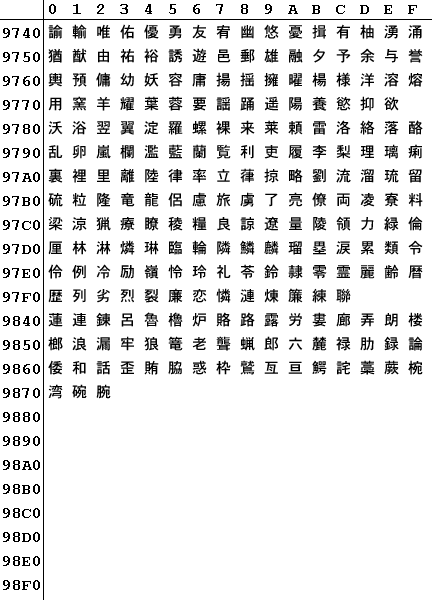 0 1 2 3 4 5 6 7 8 9 A B C D E F
9740 諭 輸 唯 佑 優 勇 友 宥 幽 悠 憂 揖 有 柚 湧 涌
9750 猶 猷 由 祐 裕 誘 遊 邑 郵 雄 融 夕 予 余 与 誉
9760 輿 預 傭 幼 妖 容 庸 揚 揺 擁 曜 楊 様 洋 溶 熔
9770 用 窯 羊 耀 葉 蓉 要 謡 踊 遥 陽 養 慾 抑 欲
9780 沃 浴 翌 翼 淀 羅 螺 裸 来 莱 頼 雷 洛 絡 落 酪
9790 乱 卵 嵐 欄 濫 藍 蘭 覧 利 吏 履 李 梨 理 璃 痢
97A0 裏 裡 里 離 陸 律 率 立 葎 掠 略 劉 流 溜 琉 留
97B0 硫 粒 隆 竜 龍 侶 慮 旅 虜 了 亮 僚 両 凌 寮 料
97C0 梁 涼 猟 療 瞭 稜 糧 良 諒 遼 量 陵 領 力 緑 倫
97D0 厘 林 淋 燐 琳 臨 輪 隣 鱗 麟 瑠 塁 涙 累 類 令
97E0 伶 例 冷 励 嶺 怜 玲 礼 苓 鈴 隷 零 霊 麗 齢 暦
97F0 歴 列 劣 烈 裂 廉 恋 憐 漣 煉 簾 練 聯
9840 蓮 連 錬 呂 魯 櫓 炉 賂 路 露 労 婁 廊 弄 朗 楼
9850 榔 浪 漏 牢 狼 篭 老 聾 蝋 郎 六 麓 禄 肋 録 論
9860 倭 和 話 歪 賄 脇 惑 枠 鷲 亙 亘 鰐 詫 藁 蕨 椀
9870 湾 碗 腕
9880
9890
98A0
98B0
98C0
98D0
98E0
98F0